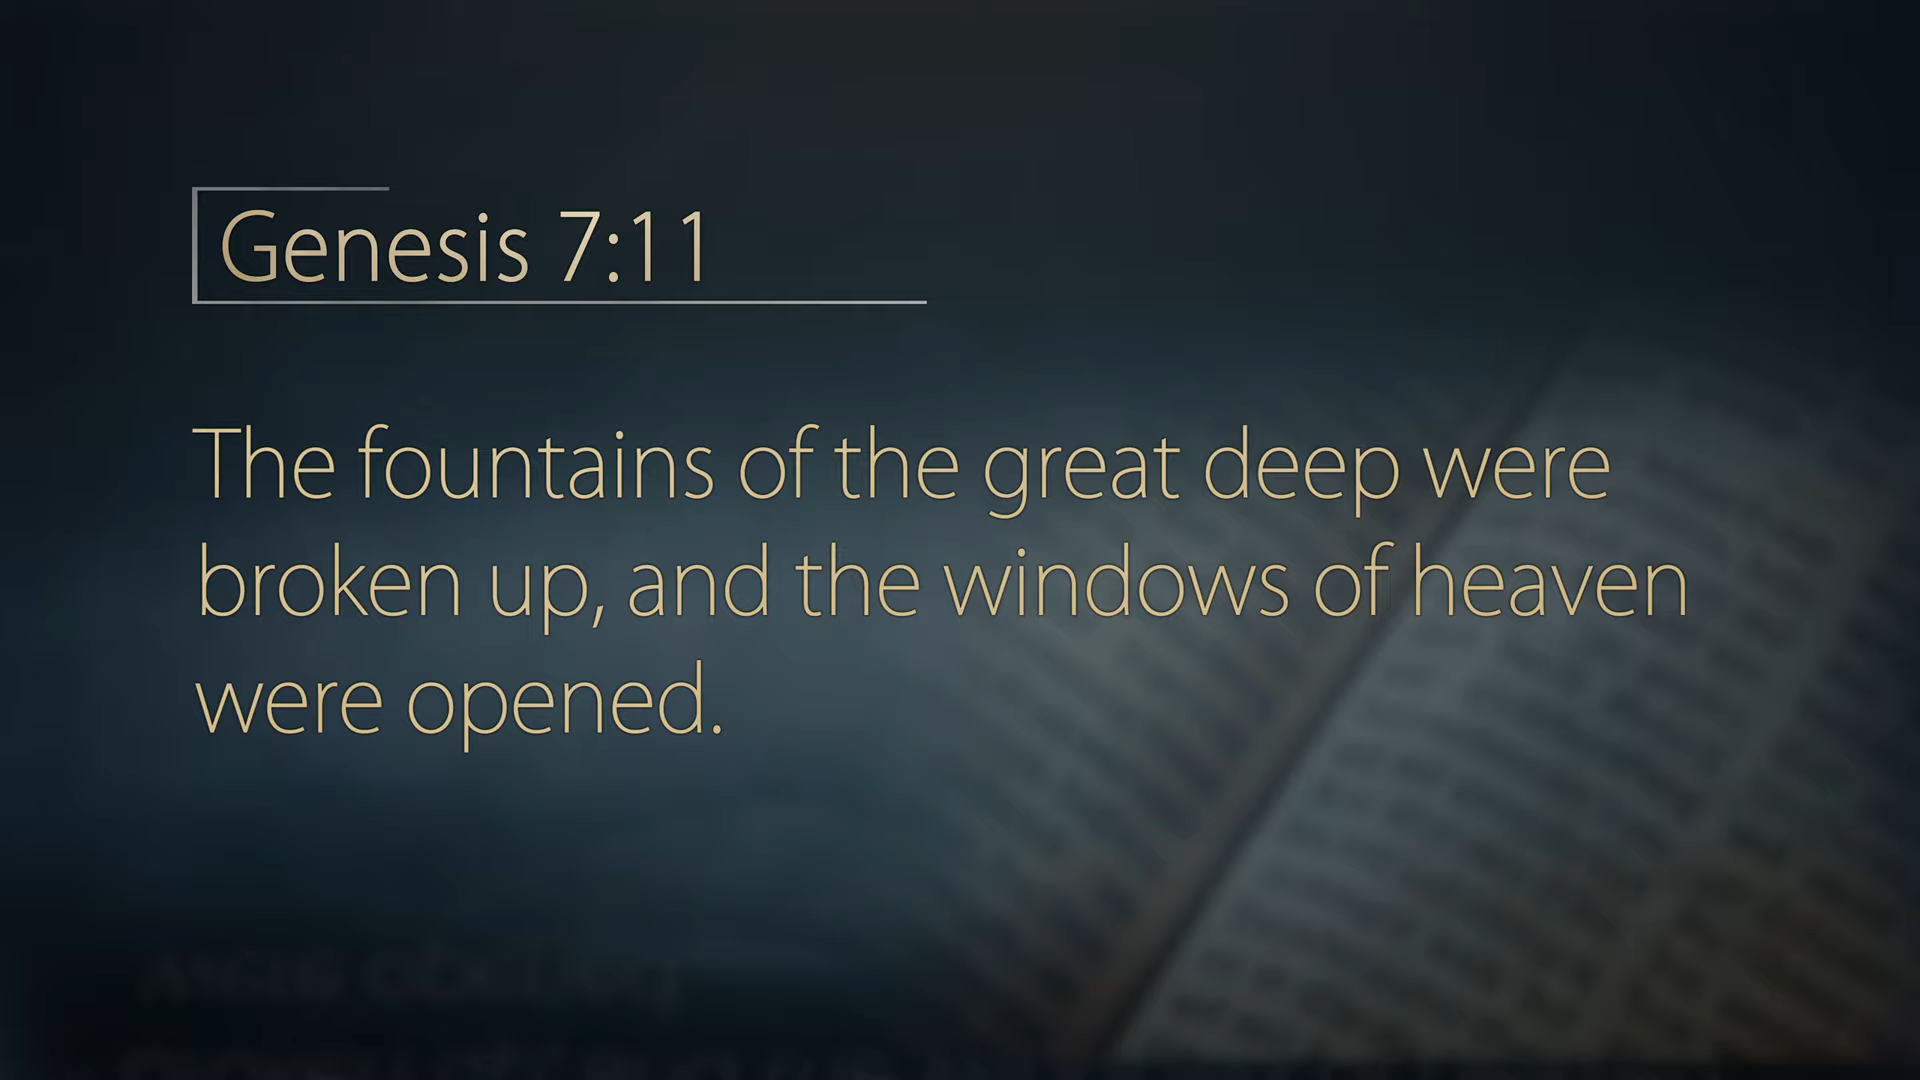 Genesis 7:11
The fountains of the great deep were
broken up, and the windows of heaven
were opened.